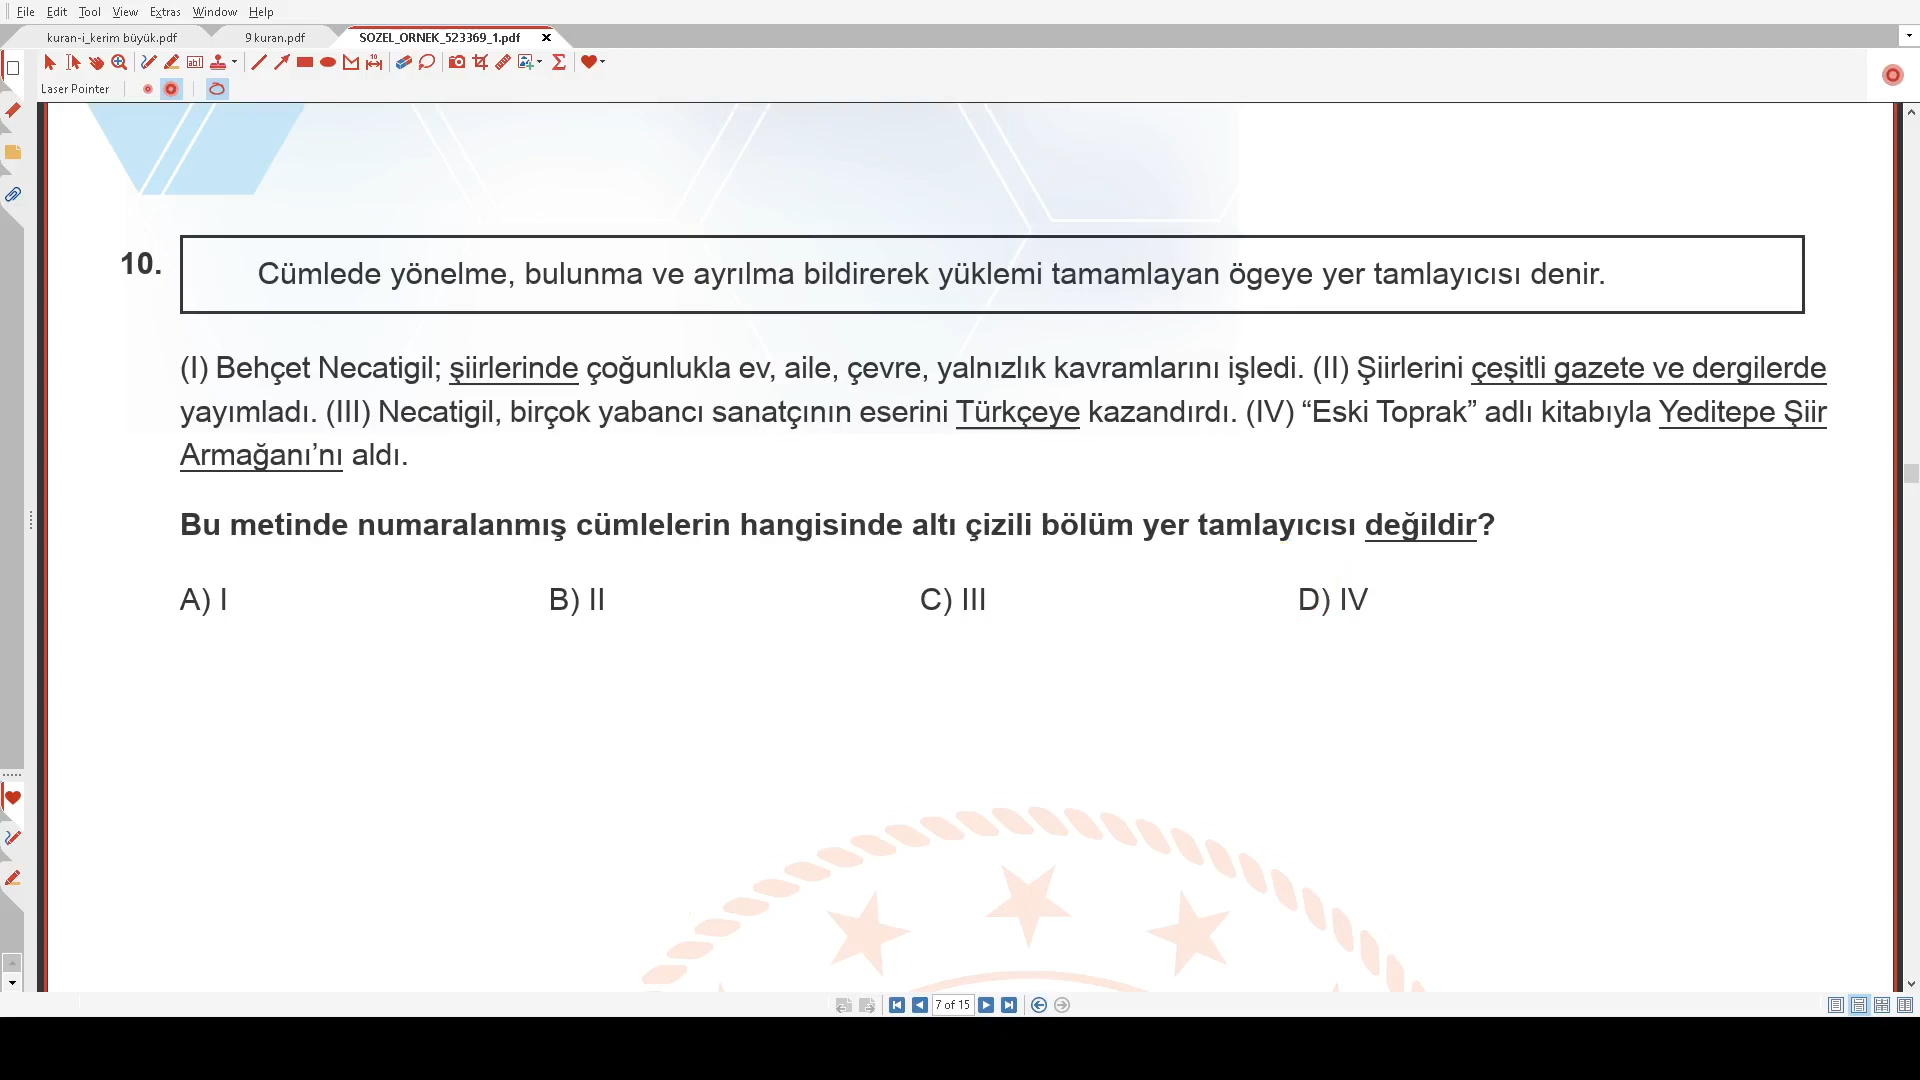 File Edit Tool View Extras Window Help
kuran-i_kerim büyük.pdf 9 kuran.pdf SOZEL_ORNEK_523369_1.pdf
Laser Pointer
10. Cümlede yönelme, bulunma ve ayrılma bildirerek yüklemi tamamlayan ögeye yer tamlayıcısı denir.
(I) Behçet Necatigil; şiirlerinde çoğunlukla ev, aile, çevre, yalnızlık kavramlarını işledi. (II) Şiirlerini çeşitli gazete ve dergilerde
yayımladı. (III) Necatigil, birçok yabancı sanatçının eserini Türkçeye kazandırdı. (IV) “Eski Toprak” adlı kitabıyla Yeditepe Şiir
Armağanı’nı aldı.
Bu metinde numaralanmış cümlelerin hangisinde altı çizili bölüm yer tamlayıcısı değildir?
A) I B) II C) III D) IV
7 of 15